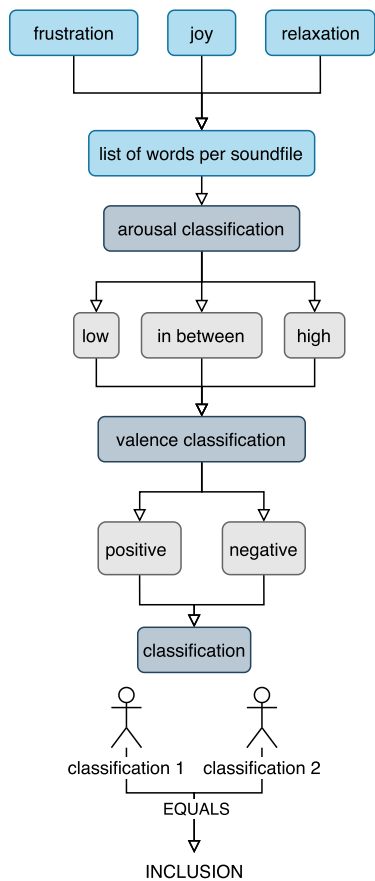 frustration
joy
relaxation
list of words per soundfile
arousal classification
low
in between
high
valence classification
positive
negative
classification
classification 1
classification 2
EQUALS
INCLUSION